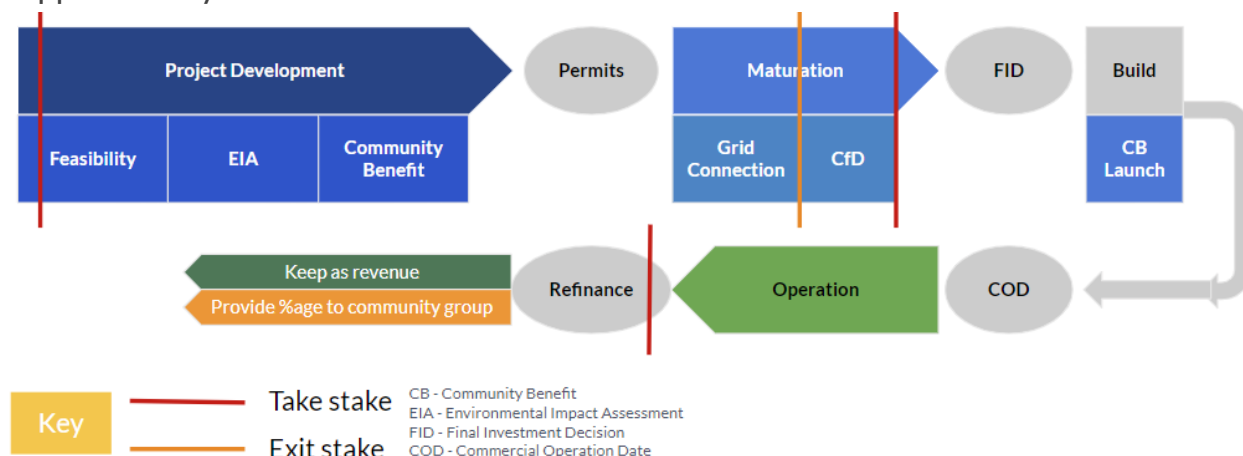 Project Development
Permits
Maturation
FID
Build
Feasibility
EIA
Community
Benefit
Grid
Connection
CfD
CB
Launch
Keep as revenue
Provide %age to community group
Refinance
Operation
COD
Key
Take stake
Exit stake
CB - Community Benefit
EIA - Environmental Impact Assessment
FID - Final Investment Decision
COD - Commercial Operation Date